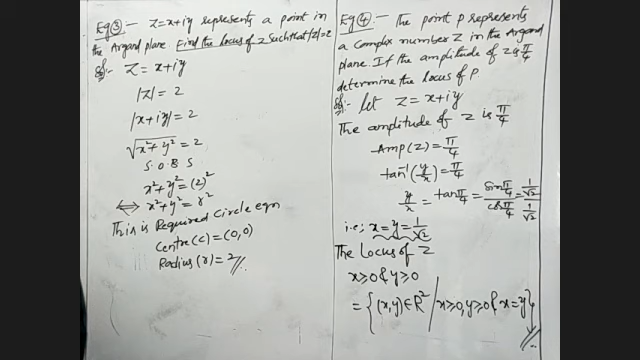 Eg③:- Z=x+iy represents a point in
the Argand plane. Find the locus of z such that |z|=2
Sol:- Z = x+iy
|Z| = 2
|x+iy| = 2
√x²+y² = 2
S. O. B. S
x²+y² = (2)²
⟺ x²+y² = r²
This is Required Circle eqn
Centre(c) = (0,0)
Radius(r) = 2//
Eg④:- The point P represents
a Complex number Z in the Argand
plane. If the amplitude of z is π/4
determine the locus of P
Sol:- let Z = x+iy
The amplitude of Z is π/4
Amp(Z) = π/4
tan⁻¹(y/x) = π/4
y/x = tan π/4 = (sin π/4)/(cos π/4) = (1/√2)/(1/√2)
i.e; x = y = 1/√2
The Locus of Z
x≥0 & y≥0
= {(x,y)∈R² / x≥0, y≥0 & x=y}//